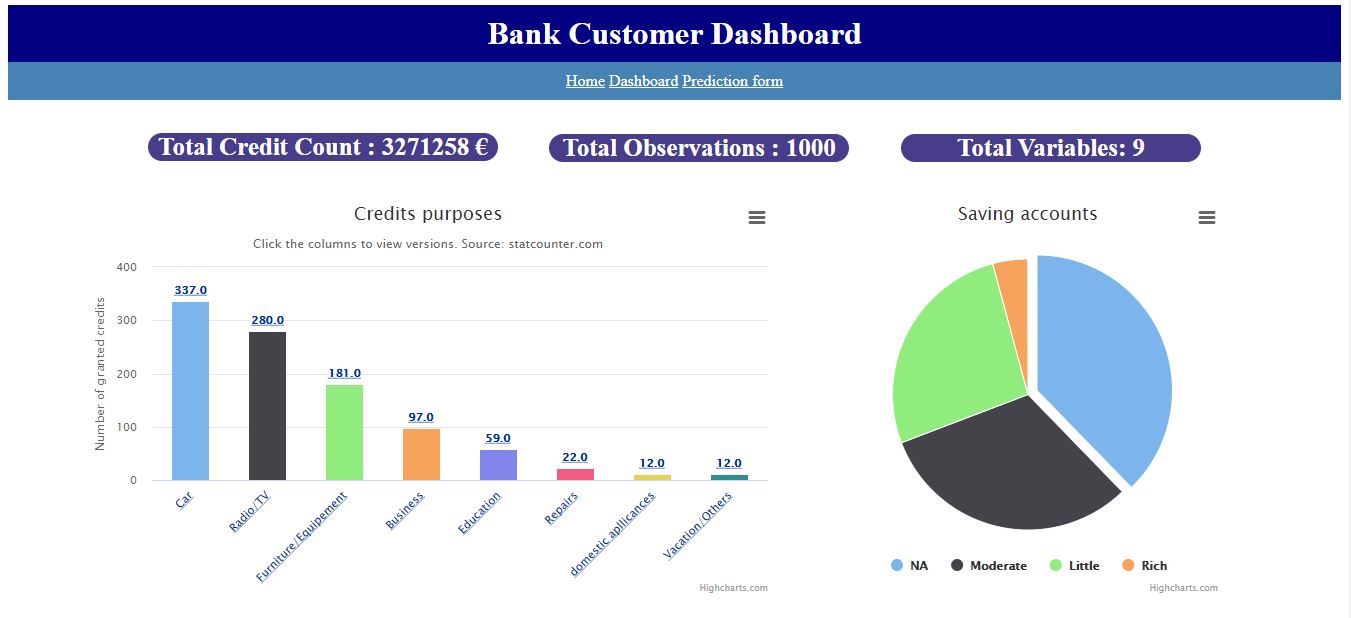 Bank Customer Dashboard
Home Dashboard Prediction form
Total Credit Count : 3271258 €
Total Observations : 1000
Total Variables: 9
Credits purposes
Click the columns to view versions. Source: statcounter.com
Number of granted credits
400
300
200
100
0
337.0
280.0
181.0
97.0
59.0
22.0
12.0
12.0
Car
Radio/TV
Furniture/Equipement
Business
Education
Repairs
domestic apllicances
Vacation/Others
Highcharts.com
Saving accounts
NA
Moderate
Little
Rich
Highcharts.com